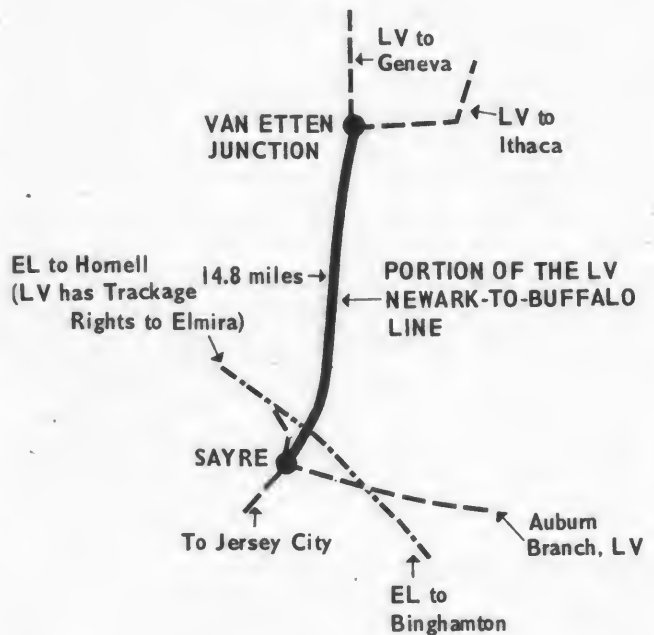 LV to
Geneva
VAN ETTEN
JUNCTION
LV to
Ithaca
EL to Hornell
(LV has Trackage
Rights to Elmira)
14.8 miles
PORTION OF THE LV
NEWARK-TO-BUFFALO
LINE
SAYRE
To Jersey City
Auburn
Branch, LV
EL to
Binghamton